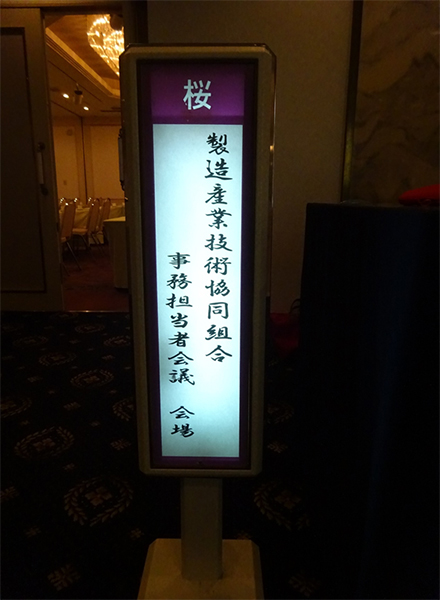 桜
製造産業技術協同組合
事務担当者会議 会場